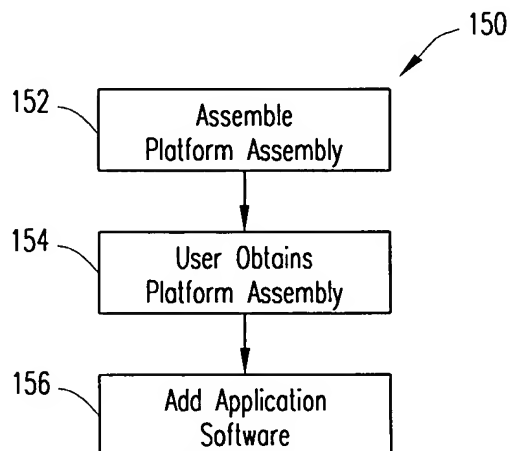 150
152
Assemble
Platform Assembly
154
User Obtains
Platform Assembly
156
Add Application
Software